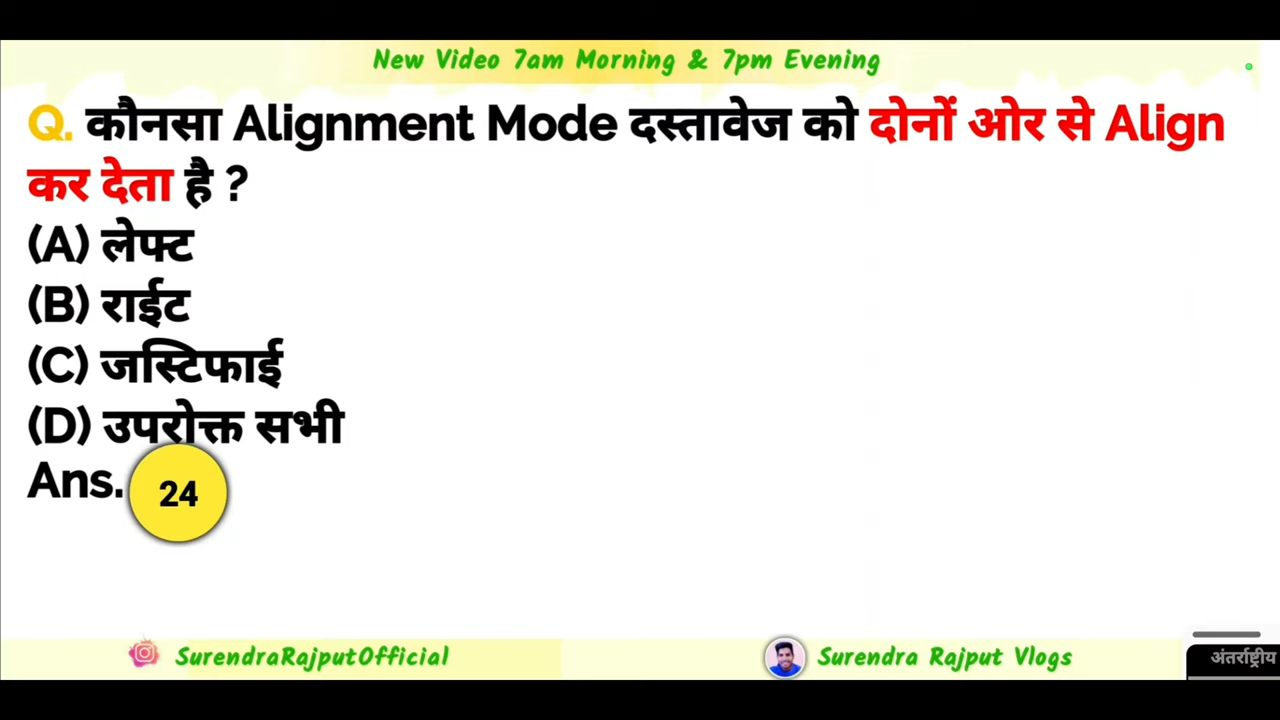 New Video 7am Morning & 7pm Evening
Q. कौनसा Alignment Mode दस्तावेज को दोनों ओर से Align
कर देता है ?
(A) लेफ्ट
(B) राईट
(C) जस्टिफाई
(D) उपरोक्त सभी
Ans. 24
SurendraRajputOfficial
Surendra Rajput Vlogs
अंतर्राष्ट्रीय